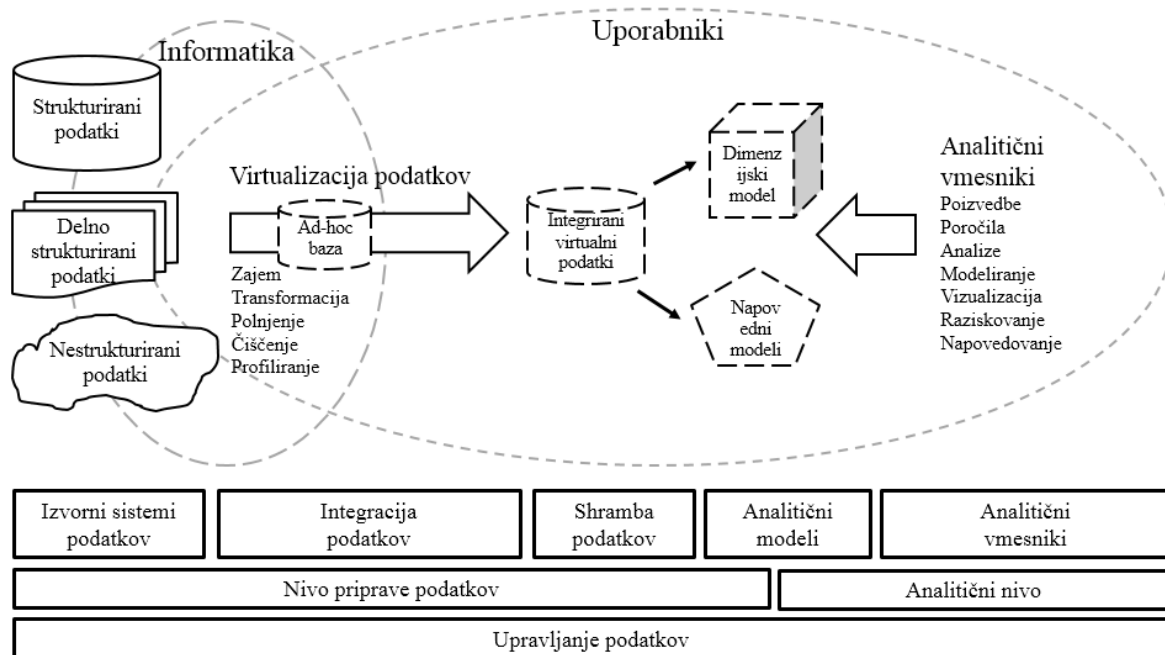 Informatika
Uporabniki
Strukturirani
podatki
Delno
strukturirani
podatki
Nestrukturirani
podatki
Virtualizacija podatkov
Ad-hoc
baza
Zajem
Transformacija
Polnjenje
Čiščenje
Profiliranje
Integrirani
virtualni
podatki
Dimenz
ijski
model
Napov
edni
modeli
Analitični
vmesniki
Poizvedbe
Poročila
Analize
Modeliranje
Vizualizacija
Raziskovanje
Napovedovanje
Izvorni sistemi
podatkov
Integracija
podatkov
Shramba
podatkov
Analitični
modeli
Analitični
vmesniki
Nivo priprave podatkov
Analitični nivo
Upravljanje podatkov